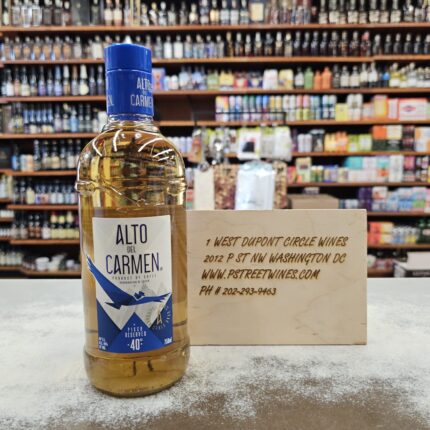 ALTO DEL
CARMEN
ALTO
DEL
CARMEN
PISCO
RESERVADO
40°
1 WEST DUPONT CIRCLE WINES
2012 P ST NW WASHINGTON DC
WWW.PSTREETWINES.COM
PH # 202-293-9463